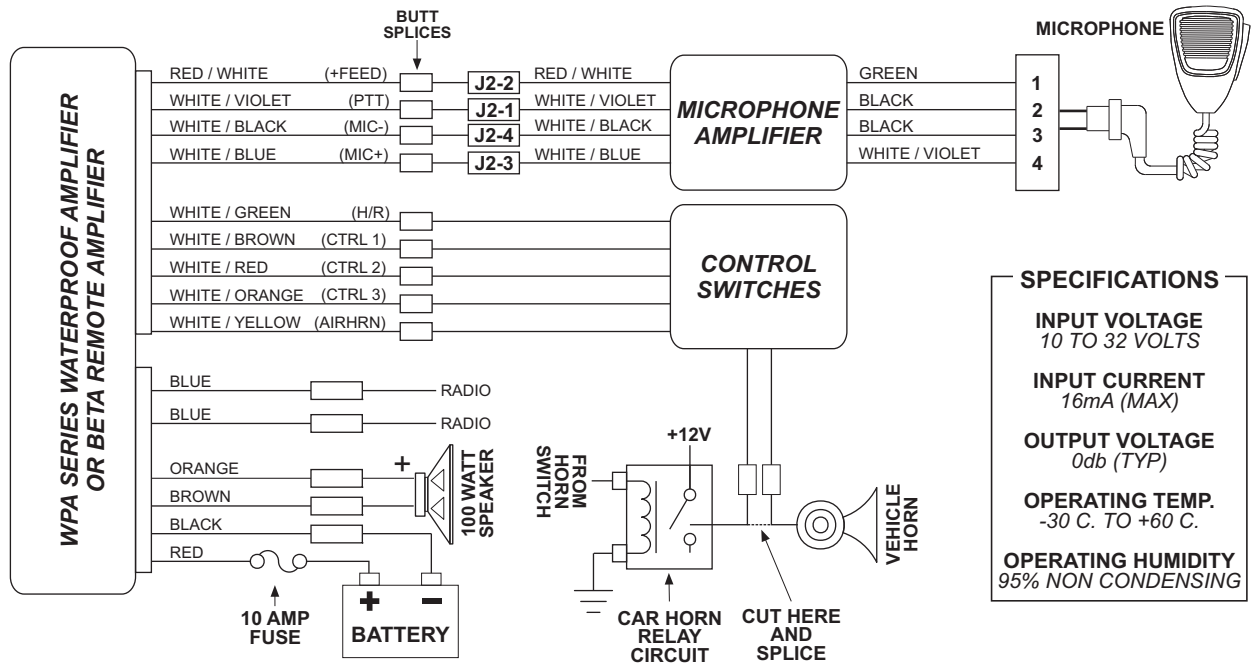 BUTT
SPLICES
MICROPHONE
WPA SERIES WATERPROOF AMPLIFIER
OR BETA REMOTE AMPLIFIER
RED / WHITE (+FEED) J2-2 RED / WHITE
WHITE / VIOLET (PTT) J2-1 WHITE / VIOLET
WHITE / BLACK (MIC-) J2-4 WHITE / BLACK
WHITE / BLUE (MIC+) J2-3 WHITE / BLUE
MICROPHONE
AMPLIFIER
GREEN 1
BLACK 2
BLACK 3
WHITE / VIOLET 4
WHITE / GREEN (H/R)
WHITE / BROWN (CTRL 1)
WHITE / RED (CTRL 2)
WHITE / ORANGE (CTRL 3)
WHITE / YELLOW (AIRHRN)
CONTROL
SWITCHES
BLUE RADIO
BLUE RADIO
ORANGE +
BROWN
BLACK
RED
100 WATT
SPEAKER
10 AMP
FUSE
+ -
BATTERY
FROM
HORN
SWITCH
+12V
VEHICLE
HORN
CAR HORN
RELAY
CIRCUIT
CUT HERE
AND
SPLICE
SPECIFICATIONS
INPUT VOLTAGE
10 TO 32 VOLTS
INPUT CURRENT
16mA (MAX)
OUTPUT VOLTAGE
0db (TYP)
OPERATING TEMP.
-30 C. TO +60 C.
OPERATING HUMIDITY
95% NON CONDENSING